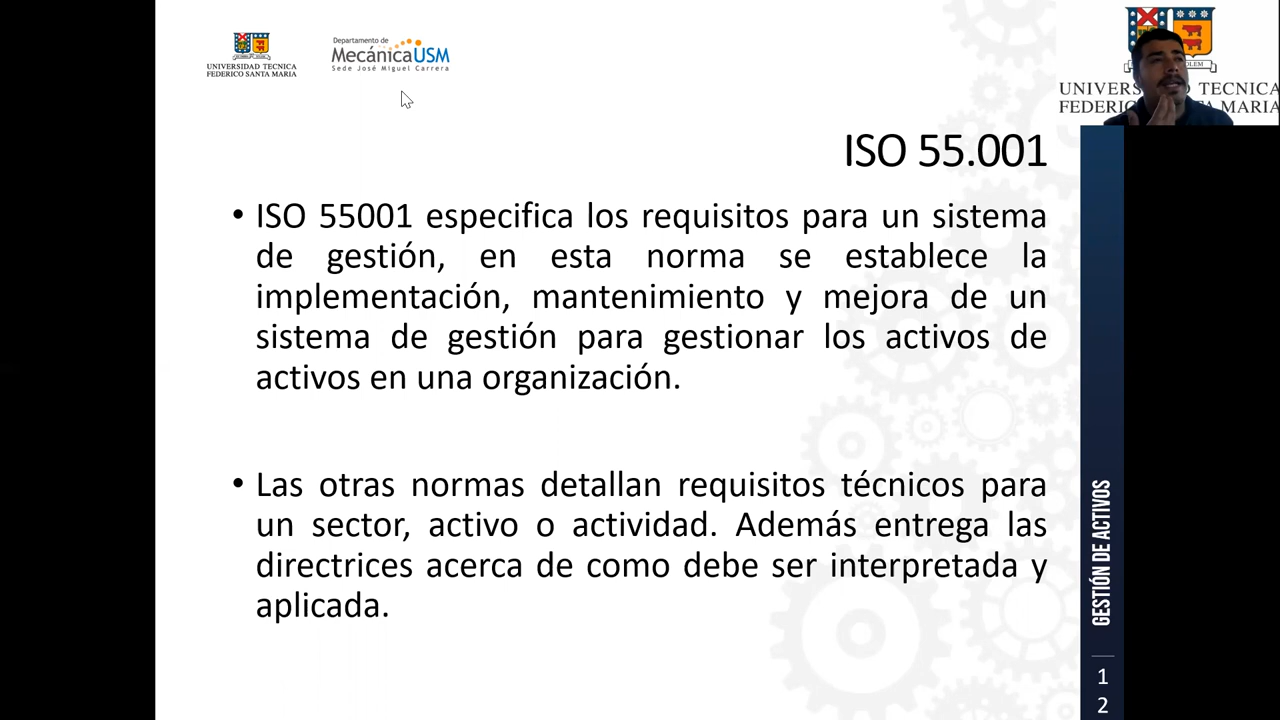 UNIVERSIDAD TECNICA
FEDERICO SANTA MARIA
Departamento de
MecánicaUSM
Sede José Miguel Carrera
TECNICA
MARIA
ISO 55.001
• ISO 55001 especifica los requisitos para un sistema
de gestión, en esta norma se establece la
implementación, mantenimiento y mejora de un
sistema de gestión para gestionar los activos de
activos en una organización.
• Las otras normas detallan requisitos técnicos para
un sector, activo o actividad. Además entrega las
directrices acerca de como debe ser interpretada y
aplicada.
GESTIÓN DE ACTIVOS
1
2